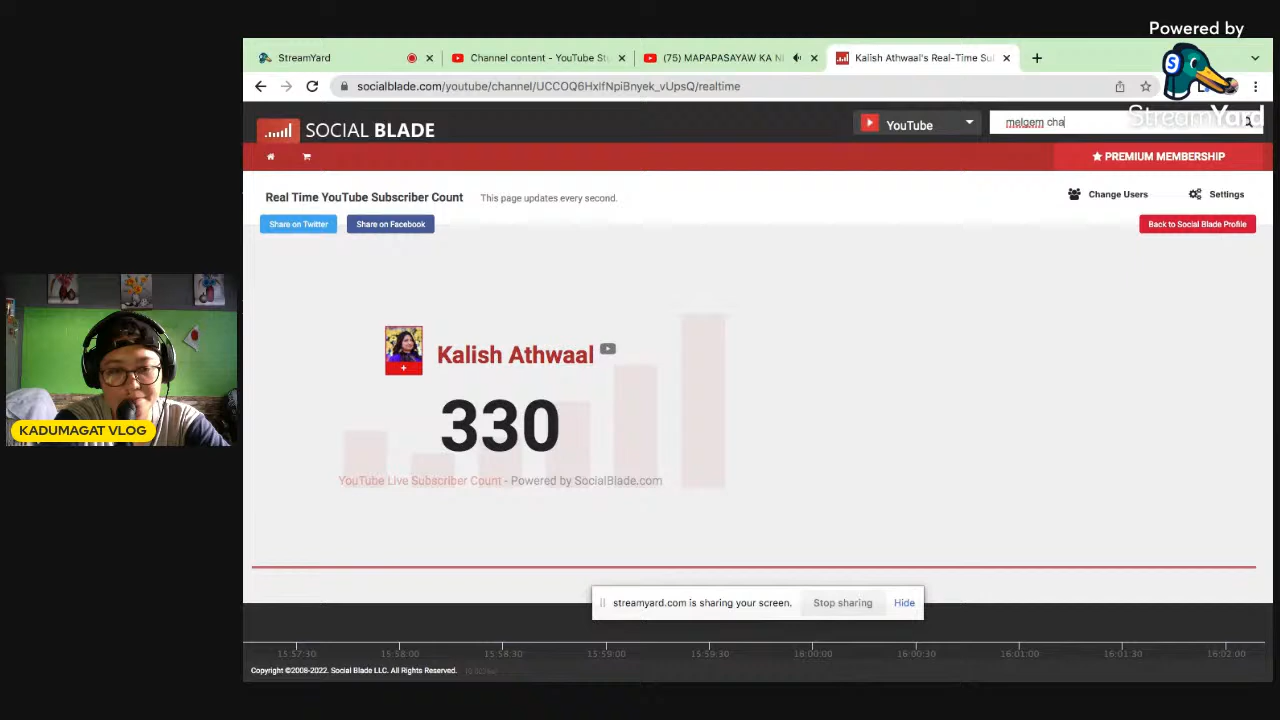 Powered by
StreamYard
StreamYard
Channel content - YouTube Stu
(75) MAPAPASAYAW KA NI
Kalish Athwaal's Real-Time Su
socialblade.com/youtube/channel/UCCOQ6HxIfNpiBnyek_vUpsQ/realtime
SOCIAL BLADE
YouTube
melgem cha
PREMIUM MEMBERSHIP
Real Time YouTube Subscriber Count
This page updates every second.
Change Users
Settings
Share on Twitter
Share on Facebook
Back to Social Blade Profile
Kalish Athwaal
330
YouTube Live Subscriber Count - Powered by SocialBlade.com
KADUMAGAT VLOG
streamyard.com is sharing your screen.
Stop sharing
Hide
15:57:30 15:58:00 15:58:30 15:59:00 15:59:30 16:00:00 16:00:30 16:01:00 16:01:30 16:02:00
Copyright ©2008-2022. Social Blade LLC. All Rights Reserved.